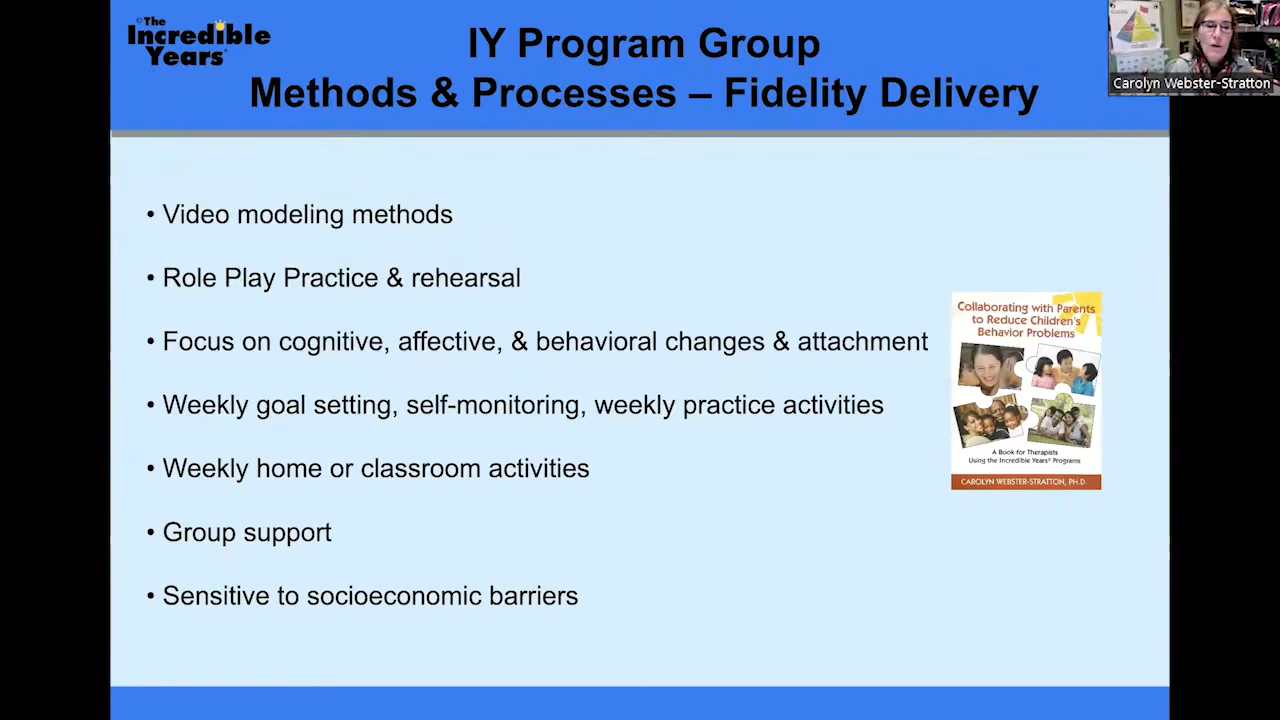 ©The
Incredible
Years®
IY Program Group
Methods & Processes – Fidelity Delivery
Carolyn Webster-Stratton
• Video modeling methods
• Role Play Practice & rehearsal
• Focus on cognitive, affective, & behavioral changes & attachment
• Weekly goal setting, self-monitoring, weekly practice activities
• Weekly home or classroom activities
• Group support
• Sensitive to socioeconomic barriers
Collaborating with Parents
to Reduce Children's
Behavior Problems
A Book for Therapists
Using the Incredible Years® Programs
CAROLYN WEBSTER-STRATTON, PH.D.